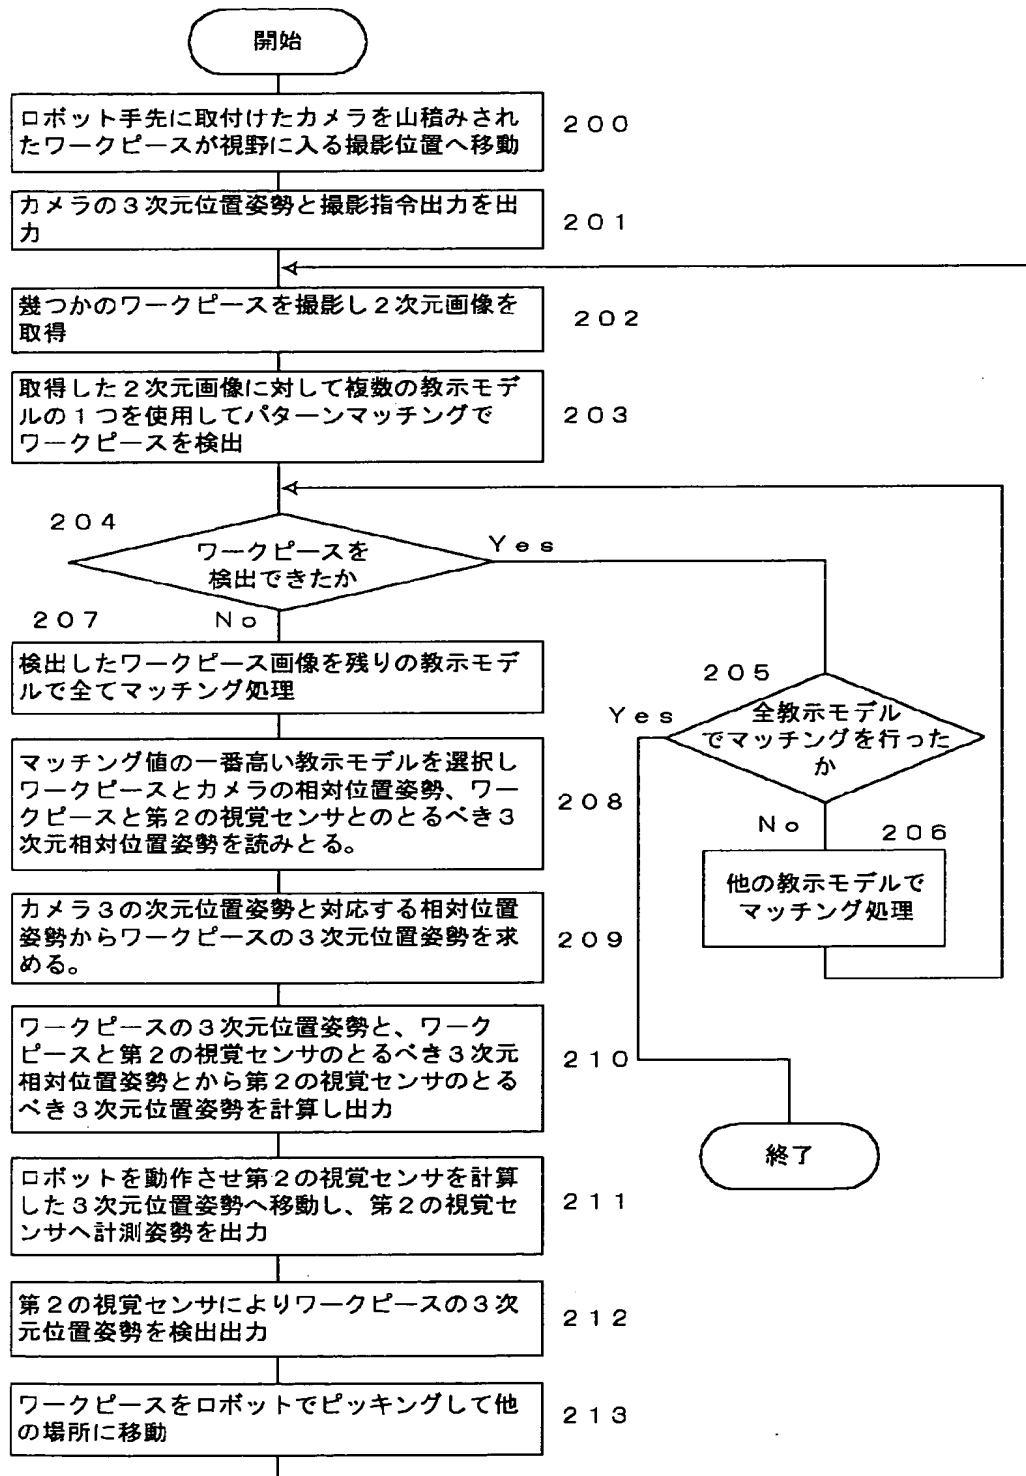 開始
ロボット手先に取付けたカメラを山積みされ
たワークピースが視野に入る撮影位置へ移動
200
カメラの3次元位置姿勢と撮影指令出力を出
力
201
幾つかのワークピースを撮影し2次元画像を
取得
202
取得した2次元画像に対して複数の教示モデ
ルの1つを使用してパターンマッチングで
ワークピースを検出
203
204
ワークピースを
検出できたか
Yes
No
207
検出したワークピース画像を残りの教示モデ
ルで全てマッチング処理
205
全教示モデル
でマッチングを行った
か
Yes
No
206
他の教示モデルで
マッチング処理
マッチング値の一番高い教示モデルを選択し
ワークピースとカメラの相対位置姿勢、ワー
クピースと第2の視覚センサとのとるべき3
次元相対位置姿勢を読みとる。
208
カメラ3の次元位置姿勢と対応する相対位置
姿勢からワークピースの3次元位置姿勢を求
める。
209
ワークピースの3次元位置姿勢と、ワーク
ピースと第2の視覚センサのとるべき3次元
相対位置姿勢とから第2の視覚センサのとる
べき3次元位置姿勢を計算し出力
210
終了
ロボットを動作させ第2の視覚センサを計算
した3次元位置姿勢へ移動し、第2の視覚セ
ンサへ計測姿勢を出力
211
第2の視覚センサによりワークピースの3次
元位置姿勢を検出出力
212
ワークピースをロボットでピッキングして他
の場所に移動
213